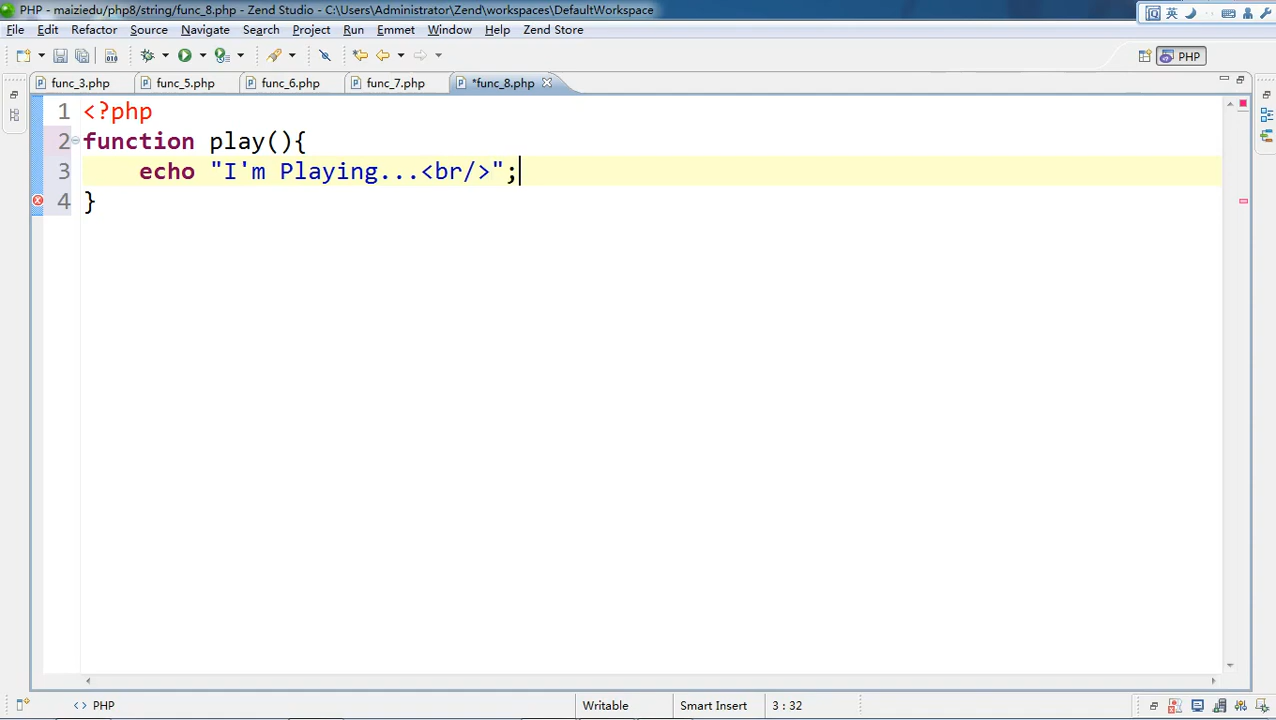 PHP - maiziedu/php8/string/func_8.php - Zend Studio - C:\Users\Administrator\Zend\workspaces\DefaultWorkspace
英
File Edit Refactor Source Navigate Search Project Run Emmet Window Help Zend Store
PHP
func_3.php func_5.php func_6.php func_7.php *func_8.php
1 <?php
2 function play(){
3 echo "I'm Playing...<br/>";
4 }
<> PHP Writable Smart Insert 3 : 32